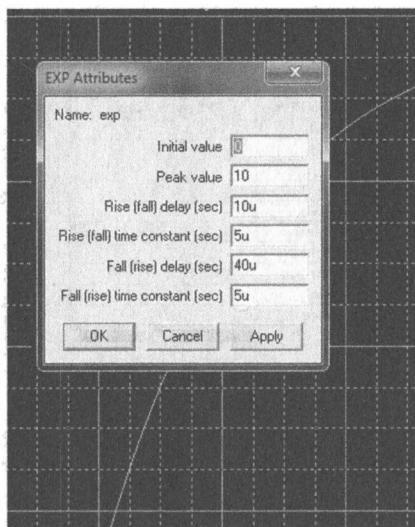 EXP Attributes
Name: exp
Initial value 0
Peak value 10
Rise (fall) delay (sec) 10u
Rise (fall) time constant (sec) 5u
Fall (rise) delay (sec) 40u
Fall (rise) time constant (sec) 5u
OK Cancel Apply